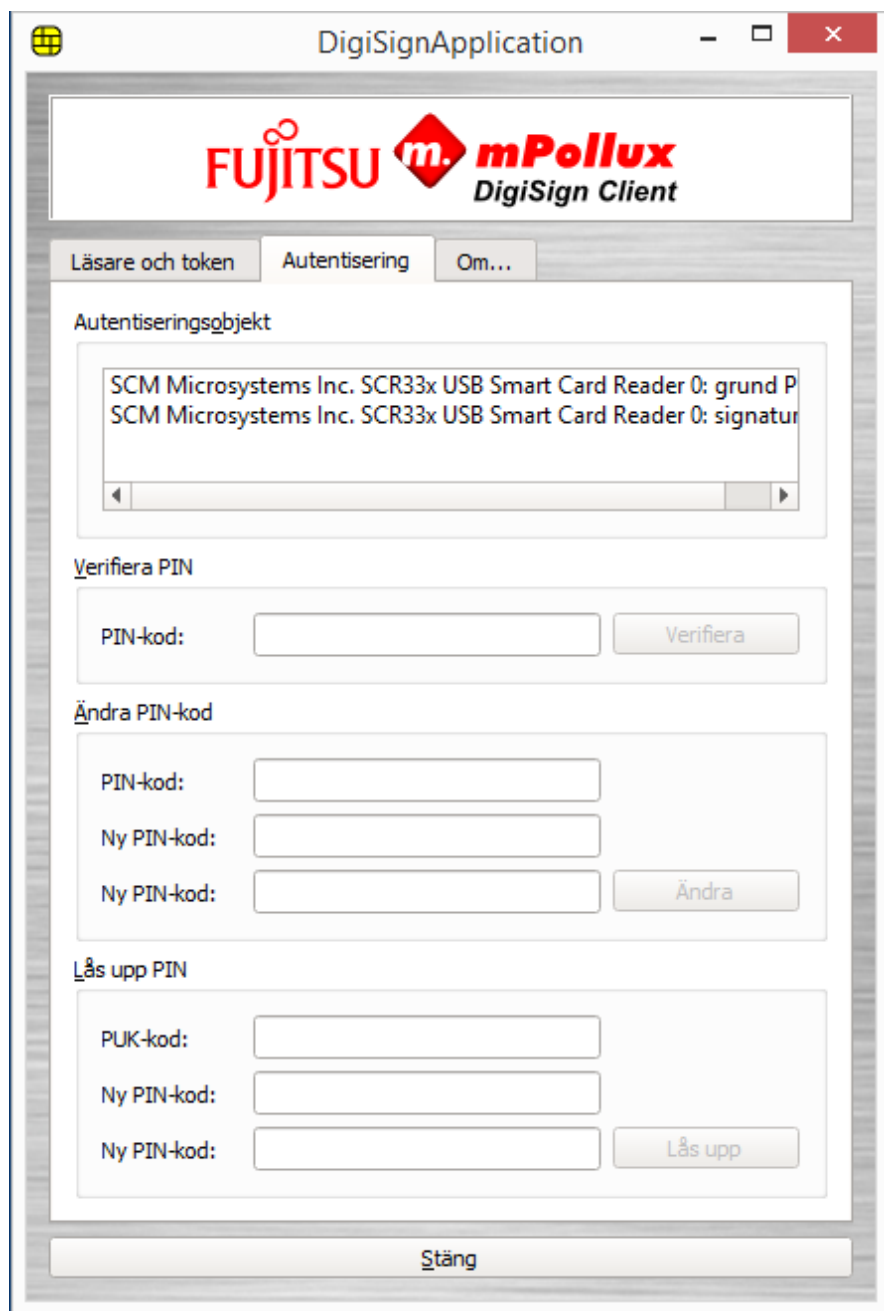 DigiSignApplication
FUJITSU m. mPollux
DigiSign Client
Läsare och token Autentisering Om...
Autentiseringsobjekt
SCM Microsystems Inc. SCR33x USB Smart Card Reader 0: grund P
SCM Microsystems Inc. SCR33x USB Smart Card Reader 0: signatur
Verifiera PIN
PIN-kod: Verifiera
Ändra PIN-kod
PIN-kod:
Ny PIN-kod:
Ny PIN-kod: Ändra
Lås upp PIN
PUK-kod:
Ny PIN-kod:
Ny PIN-kod: Lås upp
Stäng